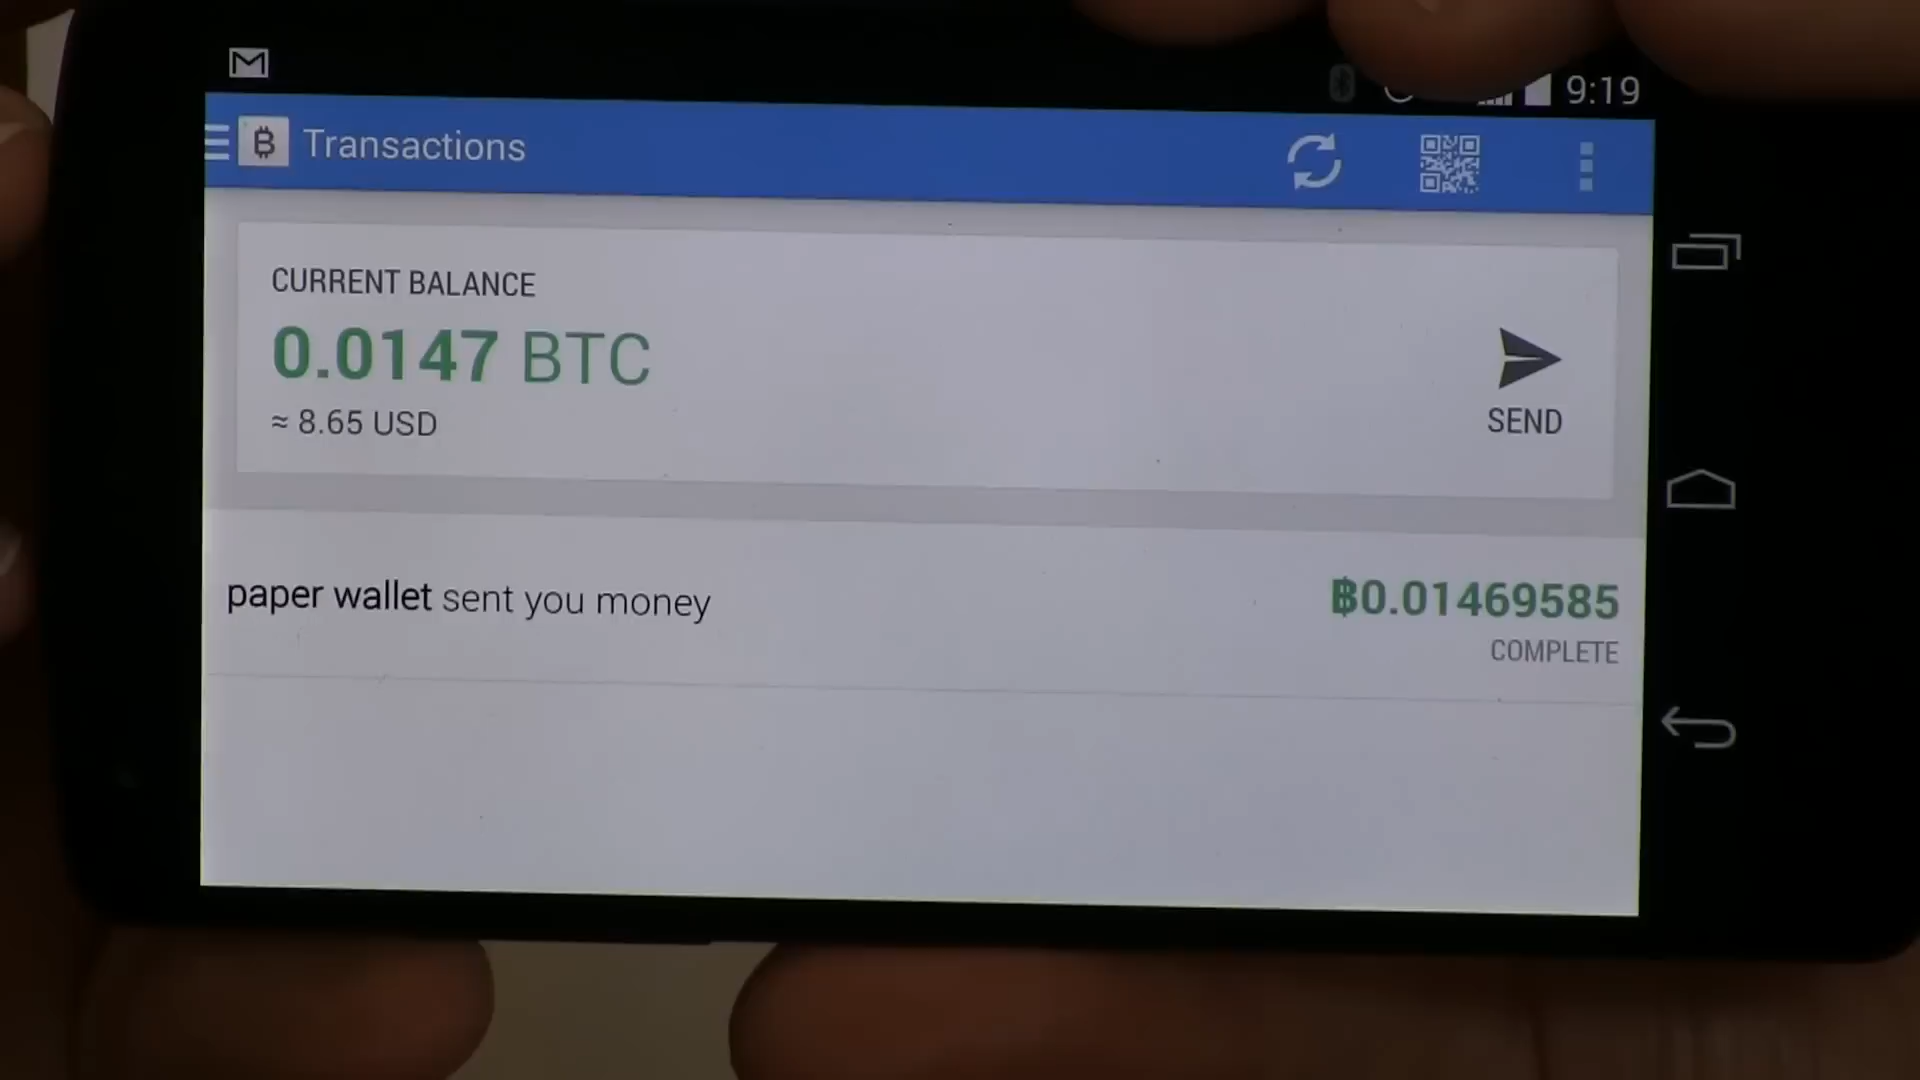 9:19
Transactions
CURRENT BALANCE
0.0147 BTC
≈ 8.65 USD
SEND
paper wallet sent you money
฿0.01469585
COMPLETE